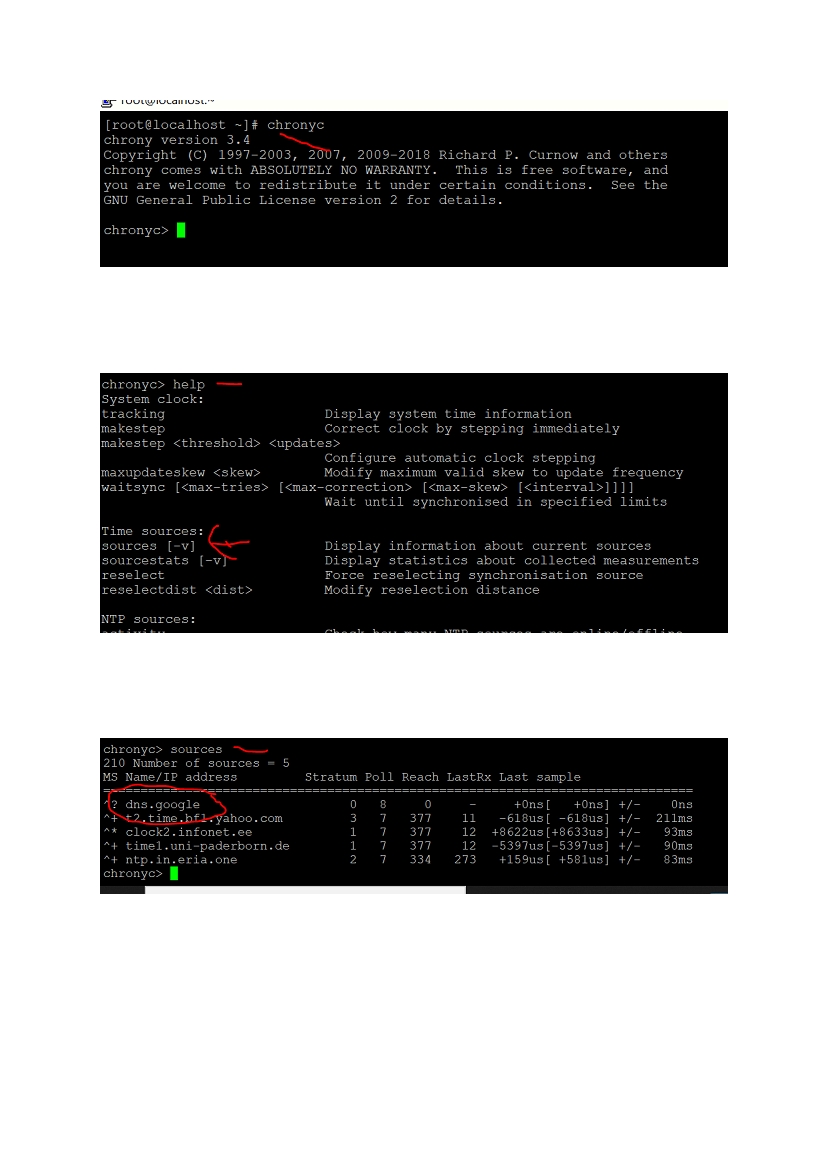 root@localhost:~
[root@localhost ~]# chronyc
chrony version 3.4
Copyright (C) 1997-2003, 2007, 2009-2018 Richard P. Curnow and others
chrony comes with ABSOLUTELY NO WARRANTY.  This is free software, and
you are welcome to redistribute it under certain conditions.  See the
GNU General Public License version 2 for details.
chronyc>
chronyc> help
System clock:
tracking Display system time information
makestep Correct clock by stepping immediately
makestep <threshold> <updates>
Configure automatic clock stepping
maxupdateskew <skew> Modify maximum valid skew to update frequency
waitsync [<max-tries> [<max-correction> [<max-skew> [<interval>]]]]
Wait until synchronised in specified limits
Time sources:
sources [-v] Display information about current sources
sourcestats [-v] Display statistics about collected measurements
reselect Force reselecting synchronisation source
reselectdist <dist> Modify reselection distance
NTP sources:
activity Check how many NTP sources are online/offline
chronyc> sources
210 Number of sources = 5
MS Name/IP address Stratum Poll Reach LastRx Last sample
===============================================================================
^? dns.google 0 8 0 - +0ns[ +0ns] +/- 0ns
^+ t2.time.bf1.yahoo.com 3 7 377 11 -618us[ -618us] +/- 211ms
^* clock2.infonet.ee 1 7 377 12 +8622us[+8633us] +/- 93ms
^+ time1.uni-paderborn.de 1 7 377 12 -5397us[-5397us] +/- 90ms
^+ ntp.in.eria.one 2 7 334 273 +159us[ +581us] +/- 83ms
chronyc>